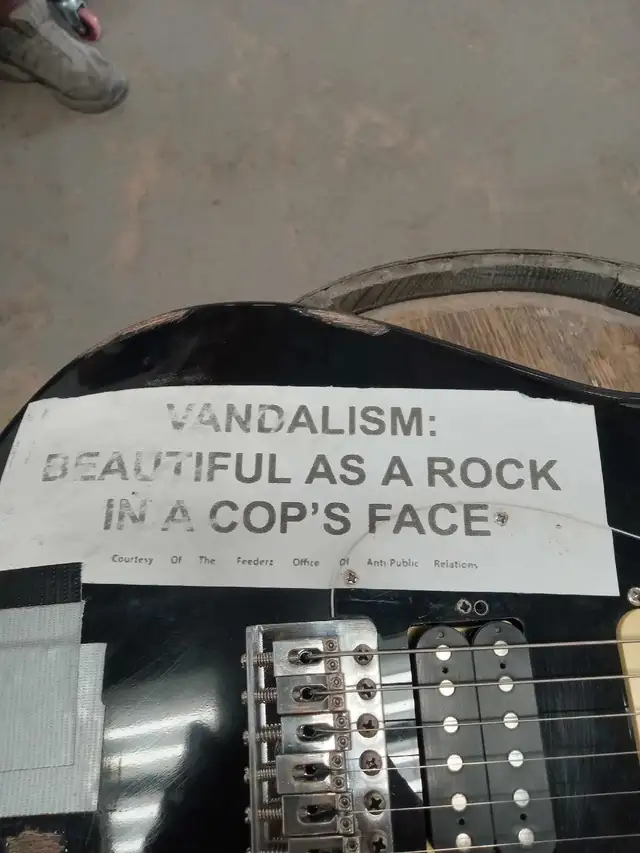 VANDALISM:
BEAUTIFUL AS A ROCK
IN A COP'S FACE
Courtesy Of The Feederz Office Of Anti-Public Relations